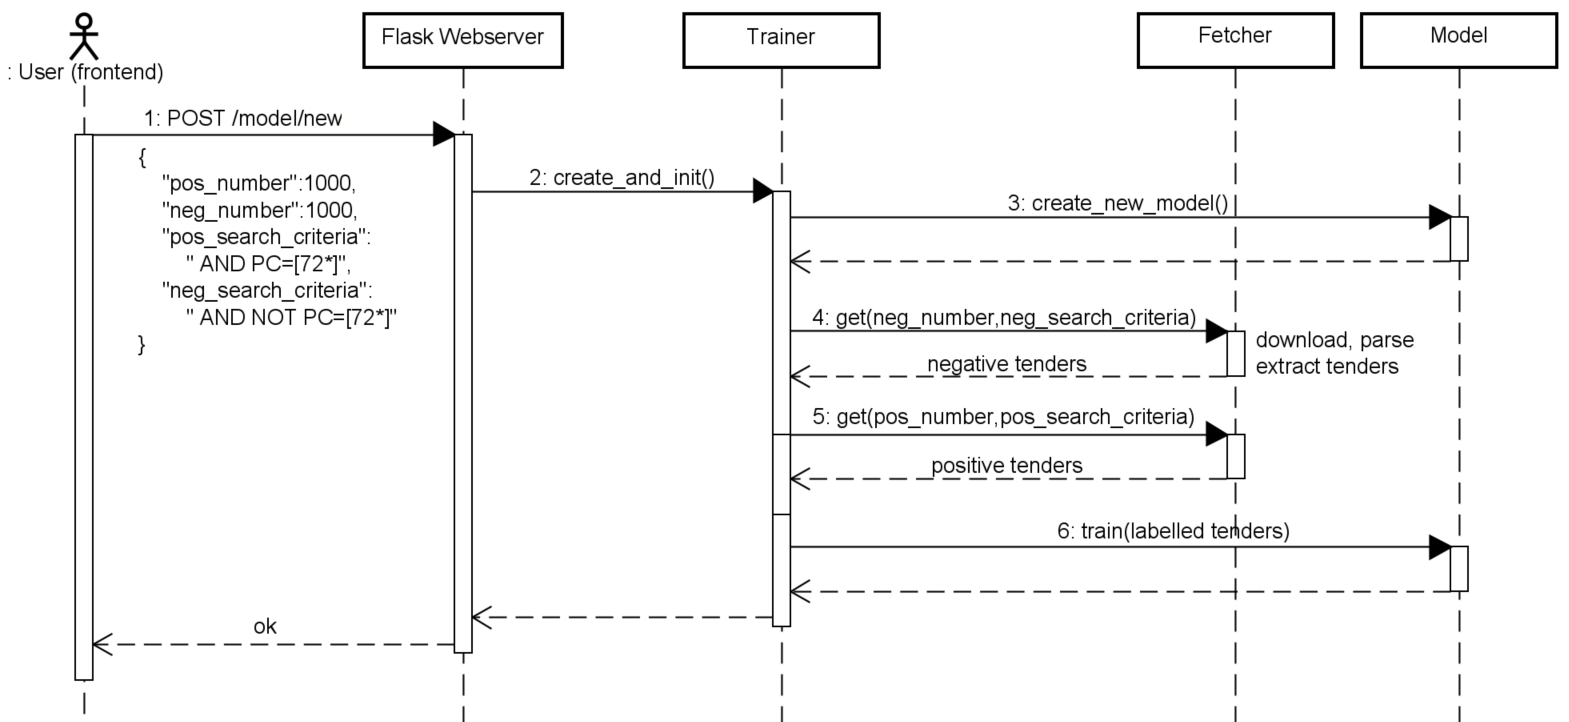 : User (frontend)
Flask Webserver
Trainer
Fetcher
Model
1: POST /model/new
{
"pos_number":1000,
"neg_number":1000,
"pos_search_criteria":
" AND PC=[72*]",
"neg_search_criteria":
" AND NOT PC=[72*]"
}
2: create_and_init()
3: create_new_model()
4: get(neg_number,neg_search_criteria)
download, parse
extract tenders
negative tenders
5: get(pos_number,pos_search_criteria)
positive tenders
6: train(labelled tenders)
ok